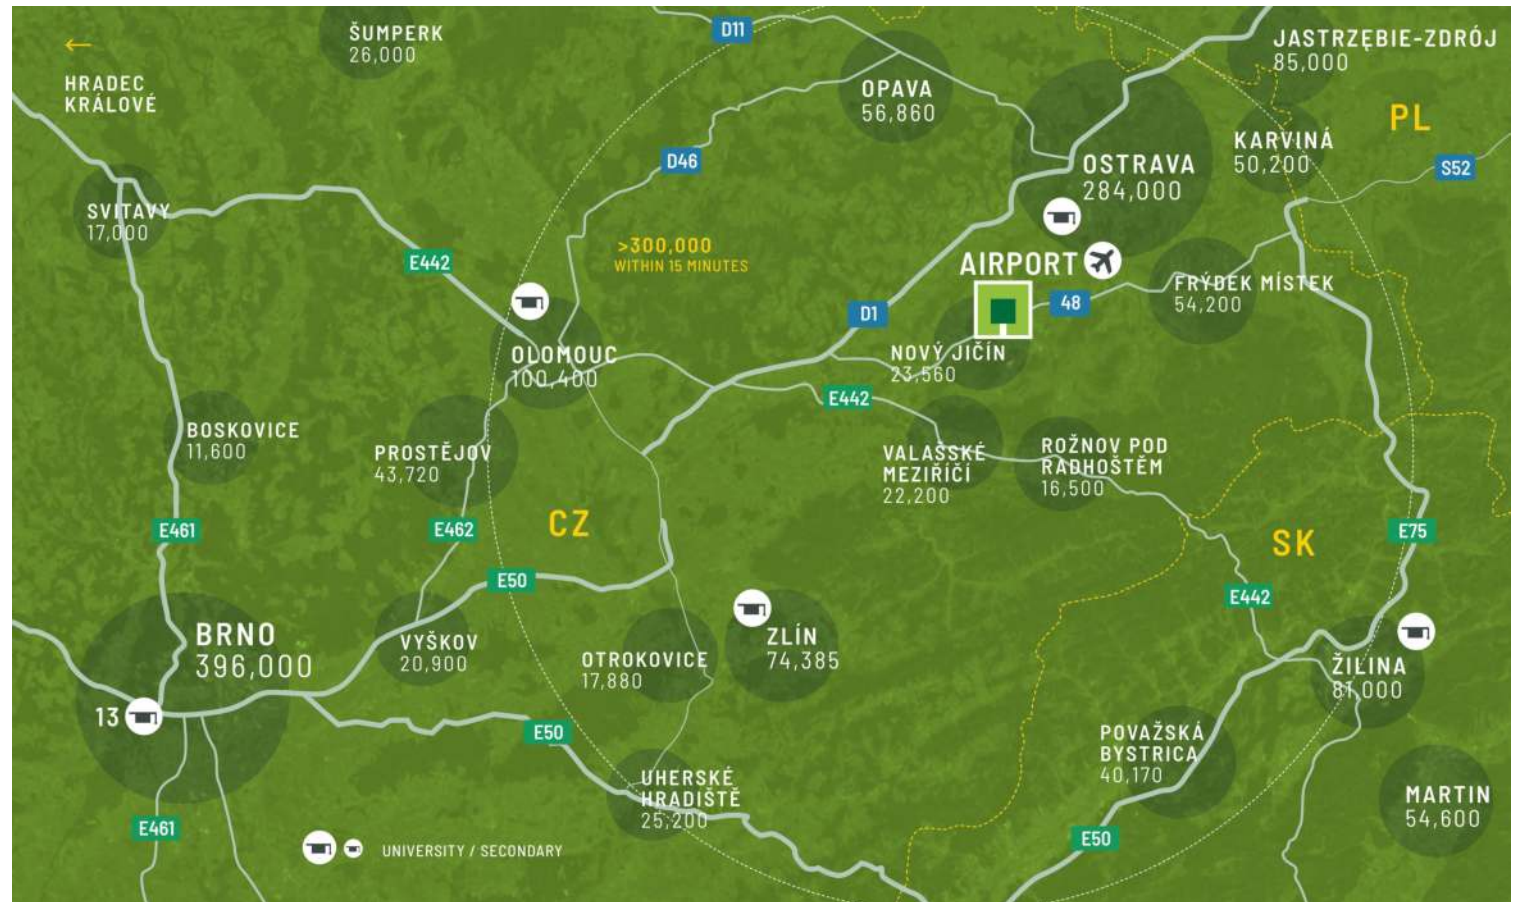 ŠUMPERK
26,000
D11
JASTRZĘBIE-ZDRÓJ
85,000
←
HRADEC
KRÁLOVÉ
OPAVA
56,860
PL
KARVINÁ
50,200
D46
OSTRAVA
284,000
S52
SVITAVY
17,000
>300,000
WITHIN 15 MINUTES
E442
AIRPORT
FRÝDEK MÍSTEK
54,200
48
D1
OLOMOUC
100,400
NOVÝ JIČÍN
23,560
E442
BOSKOVICE
11,600
PROSTĚJOV
43,720
VALAŠSKÉ
MEZIŘÍČÍ
22,200
ROŽNOV POD
RADHOŠTĚM
16,500
E461
E462
CZ
SK
E75
E50
E442
BRNO
396,000
VYŠKOV
20,900
OTROKOVICE
17,880
ZLÍN
74,385
ŽILINA
81,000
13
E50
POVAŽSKÁ
BYSTRICA
40,170
UHERSKÉ
HRADIŠTĚ
25,200
MARTIN
54,600
E461
E50
UNIVERSITY / SECONDARY